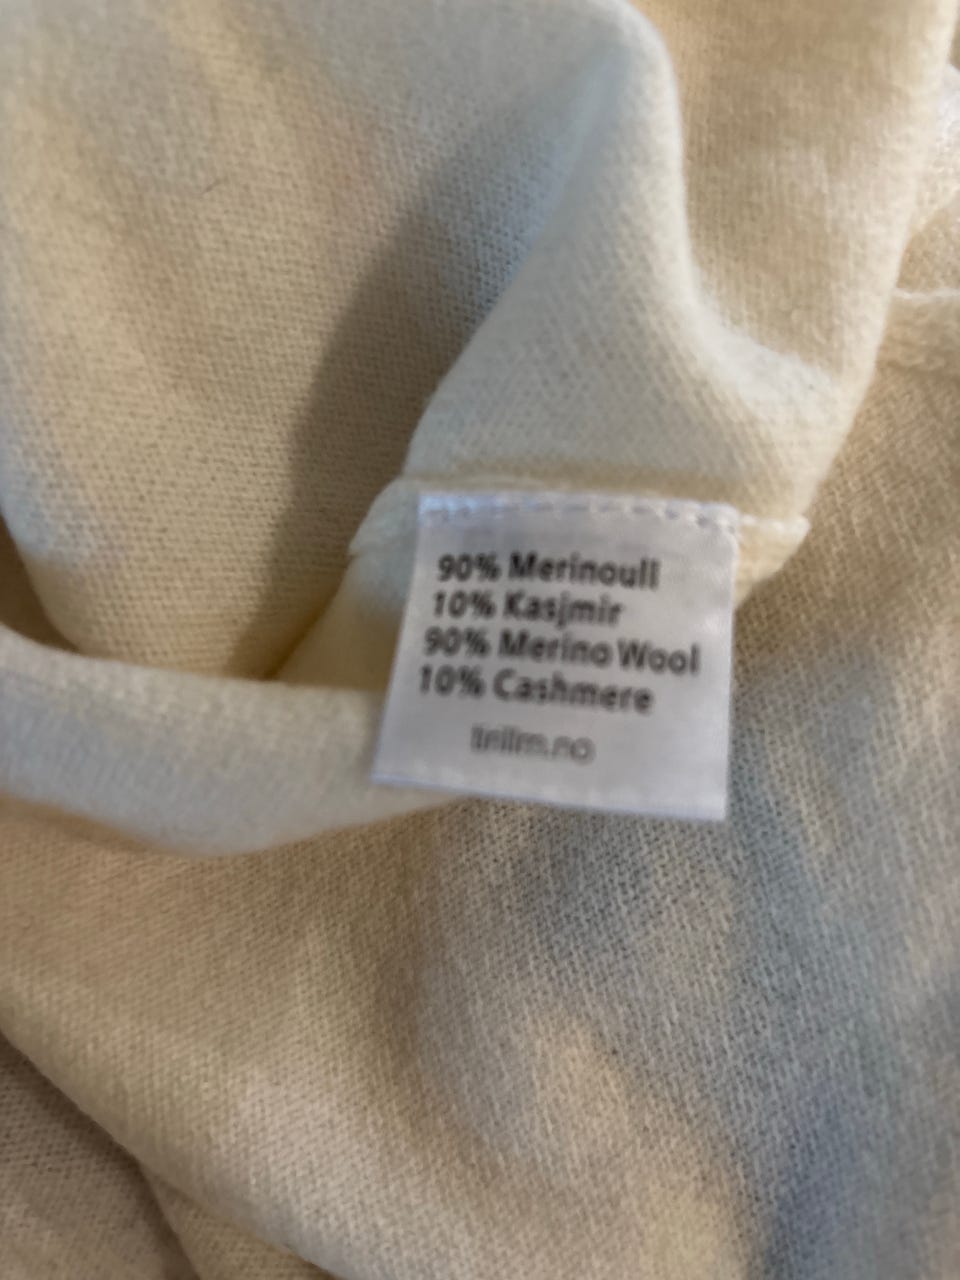 90% Merinoull
10% Kasjmir
90% Merino Wool
10% Cashmere